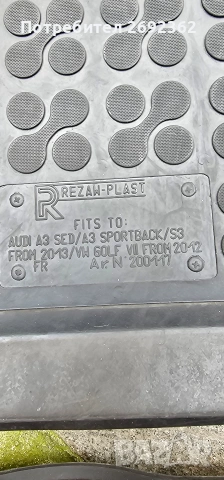 Потребител 2692362
REZAW-PLAST
FITS TO:
AUDI A3 SED/A3 SPORTBACK/S3
FROM 2013/VW GOLF VII FROM 2012
FR Ar. N° 200117